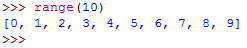 >>> range(10)
[0, 1, 2, 3, 4, 5, 6, 7, 8, 9]
>>>